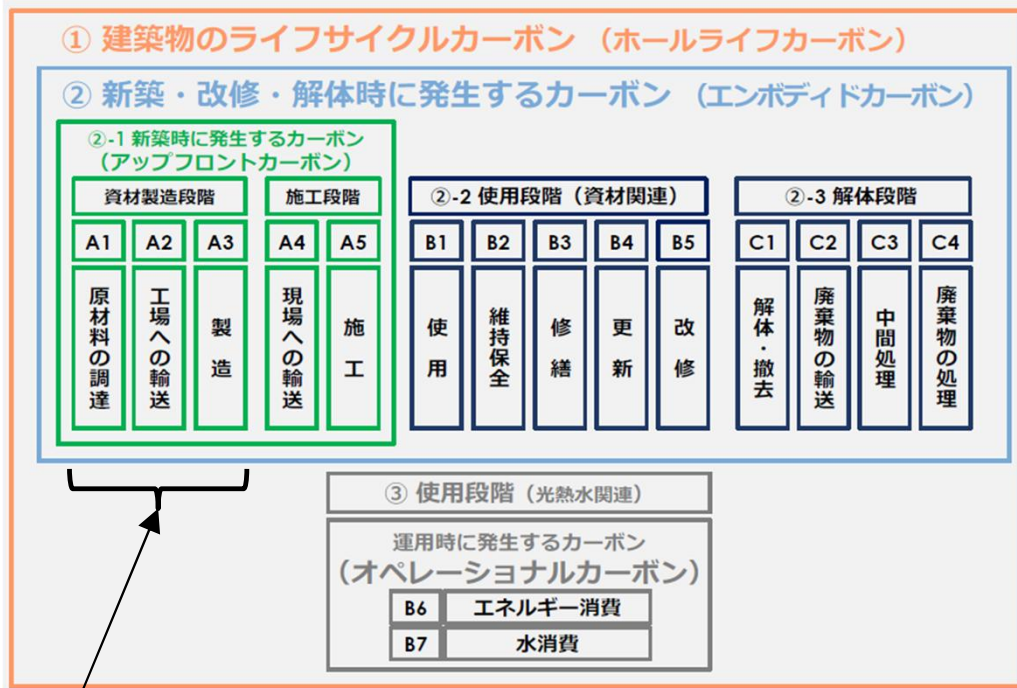 ① 建築物のライフサイクルカーボン（ホールライフカーボン）
② 新築・改修・解体時に発生するカーボン（エンボディドカーボン）
②-1 新築時に発生するカーボン
（アップフロントカーボン）
資材製造段階
施工段階
②-2 使用段階（資材関連）
②-3 解体段階
A1
A2
A3
A4
A5
B1
B2
B3
B4
B5
C1
C2
C3
C4
原材料の調達
工場への輸送
製造
現場への輸送
施工
使用
維持保全
修繕
更新
改修
解体・撤去
廃棄物の輸送
中間処理
廃棄物の処理
③ 使用段階（光熱水関連）
運用時に発生するカーボン
（オペレーショナルカーボン）
B6 エネルギー消費
B7 水消費